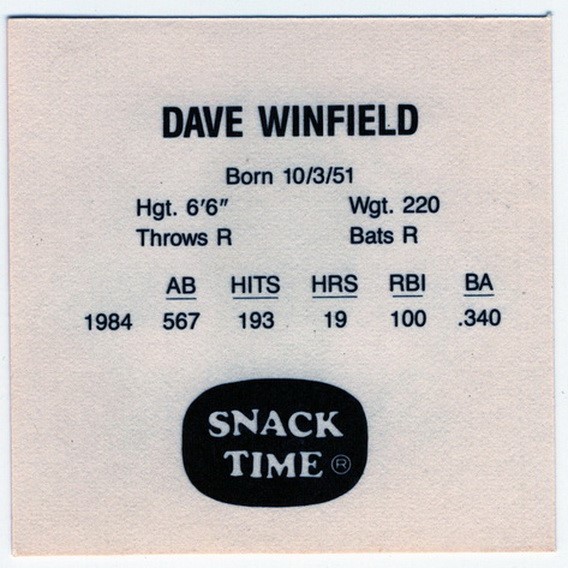 DAVE WINFIELD
Born 10/3/51
Hgt. 6'6" Wgt. 220
Throws R Bats R
AB HITS HRS RBI BA
1984 567 193 19 100 .340
SNACK
TIME ®